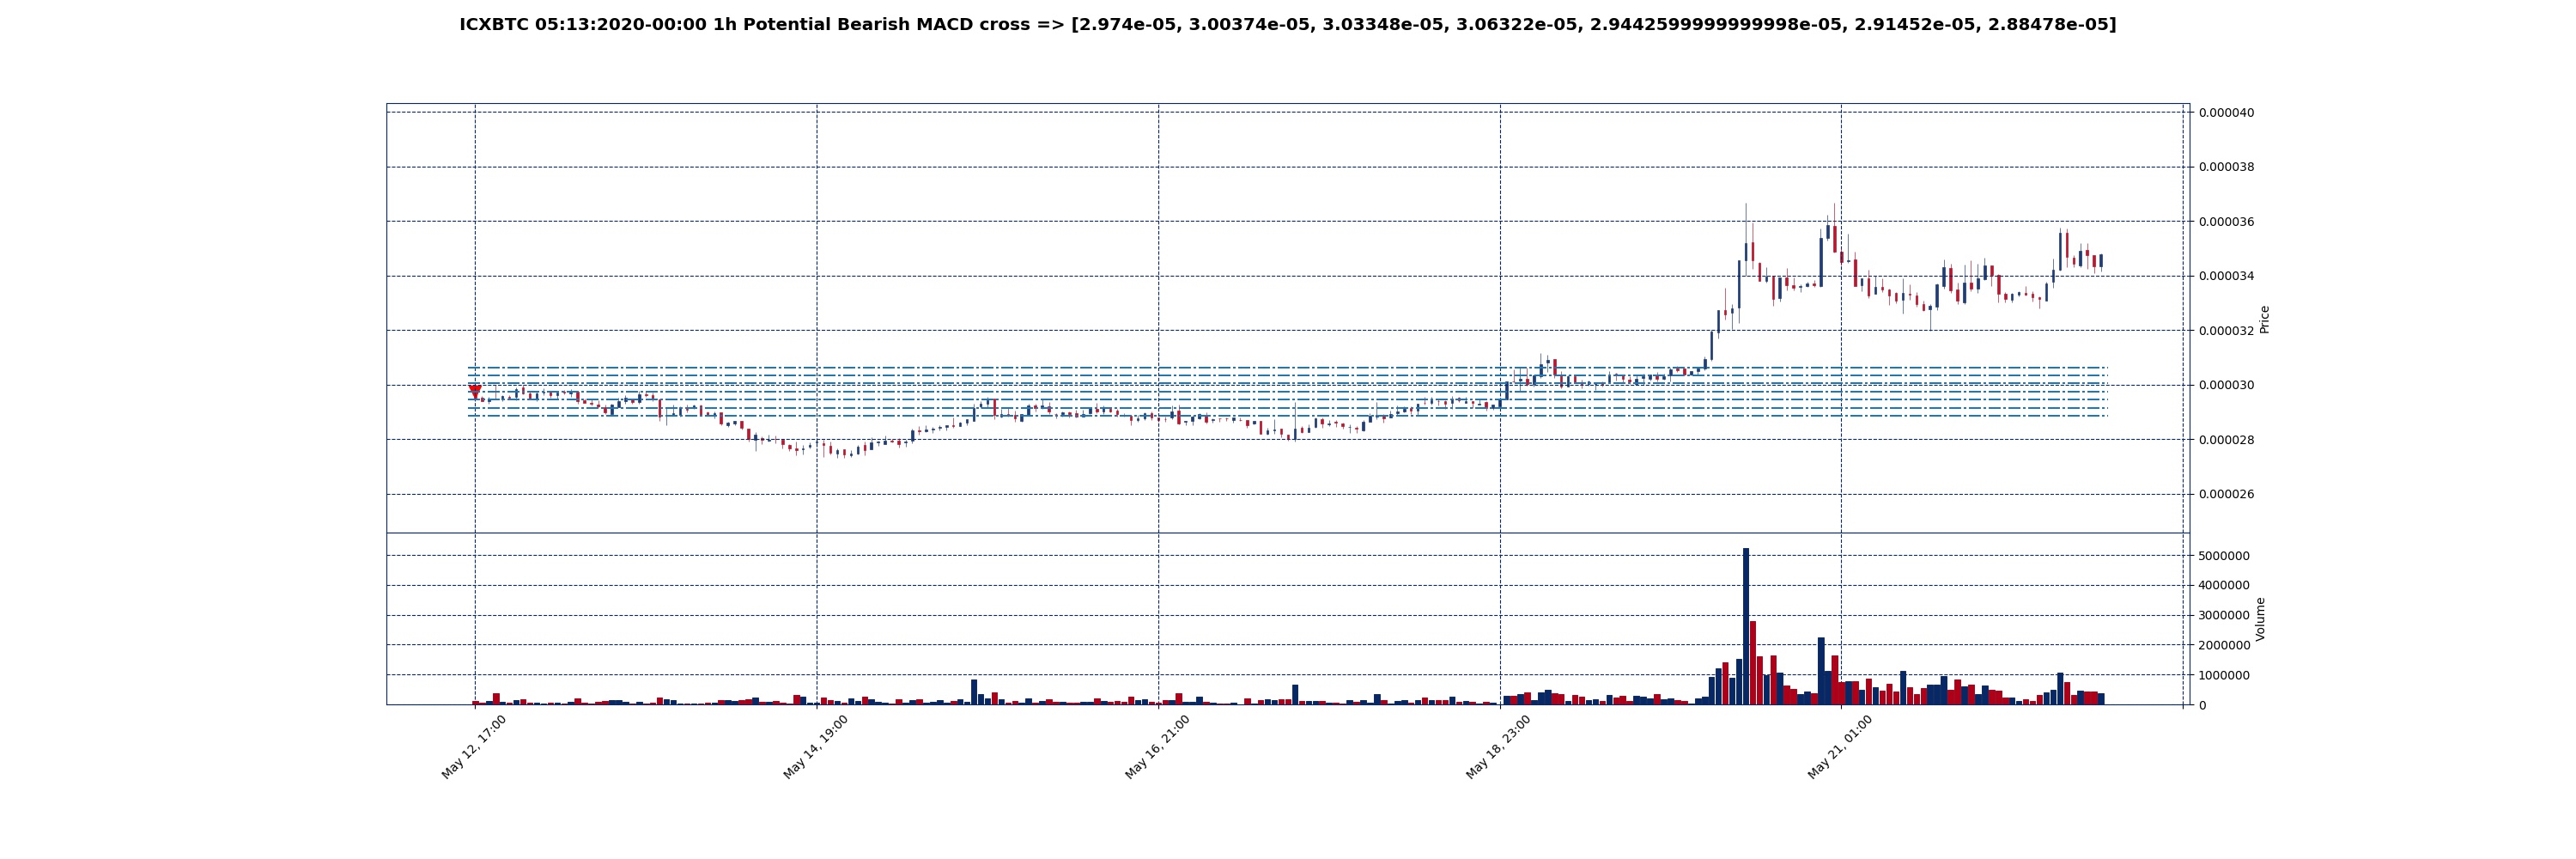 ICXBTC 05:13:2020-00:00 1h Potential Bearish MACD cross => [2.974e-05, 3.00374e-05, 3.03348e-05, 3.06322e-05, 2.9442599999999998e-05, 2.91452e-05, 2.88478e-05]
0.000040
0.000038
0.000036
0.000034
0.000032
0.000030
0.000028
0.000026
Price
5000000
4000000
3000000
2000000
1000000
0
Volume
May 12, 17:00
May 14, 19:00
May 16, 21:00
May 18, 23:00
May 21, 01:00